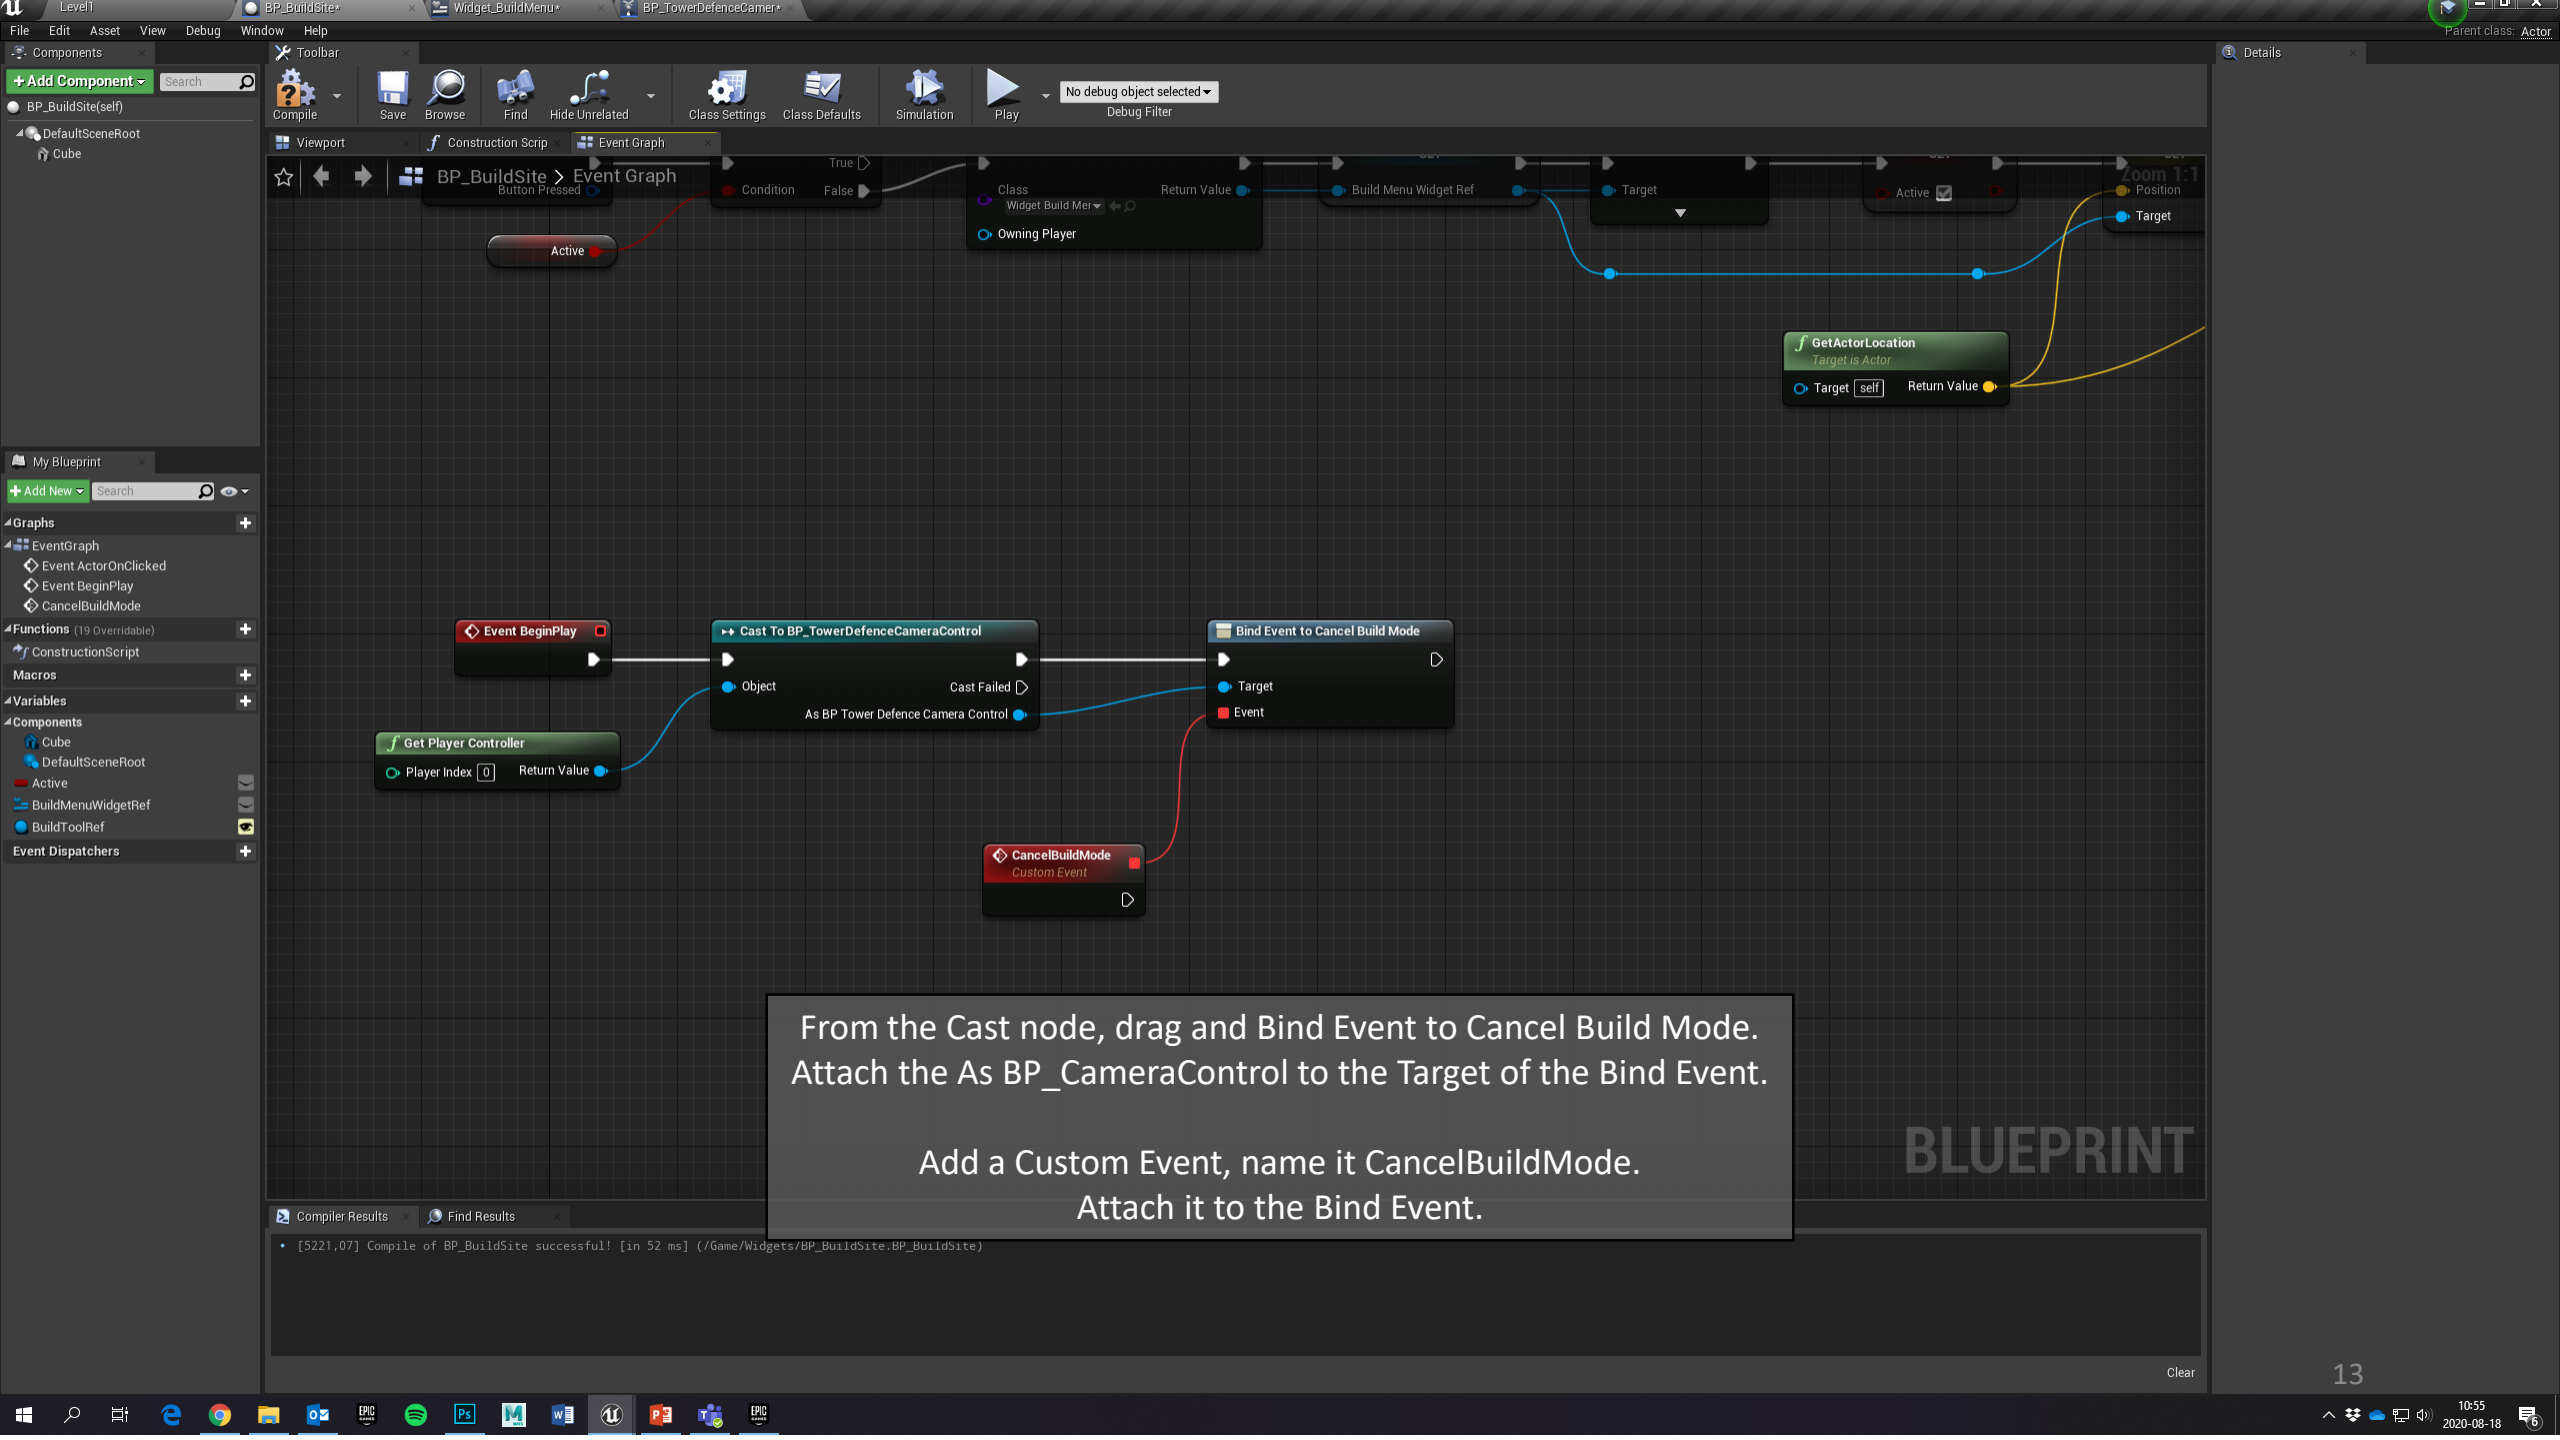 Level1
BP_BuildSite*
Widget_BuildMenu*
BP_TowerDefenceCamer*
File Edit Asset View Debug Window Help
Parent class: Actor
Components
Toolbar
Details
+Add Component
Search
BP_BuildSite(self)
DefaultSceneRoot
Cube
Compile
Save
Browse
Find
Hide Unrelated
Class Settings
Class Defaults
Simulation
Play
No debug object selected
Debug Filter
Viewport
Construction Scrip
Event Graph
BP_BuildSite > Event Graph
Zoom 1:1
Button Pressed
True
Condition
False
Active
Class
Widget Build Mer
Return Value
Owning Player
Build Menu Widget Ref
Target
Active
Position
Target
GetActorLocation
Target is Actor
Target self
Return Value
My Blueprint
+Add New
Search
Graphs
EventGraph
Event ActorOnClicked
Event BeginPlay
CancelBuildMode
Functions (19 Overridable)
ConstructionScript
Macros
Variables
Components
Cube
DefaultSceneRoot
Active
BuildMenuWidgetRef
BuildToolRef
Event Dispatchers
Event BeginPlay
Cast To BP_TowerDefenceCameraControl
Object
Cast Failed
As BP Tower Defence Camera Control
Bind Event to Cancel Build Mode
Target
Event
Get Player Controller
Player Index 0
Return Value
CancelBuildMode
Custom Event
From the Cast node, drag and Bind Event to Cancel Build Mode.
Attach the As BP_CameraControl to the Target of the Bind Event.
Add a Custom Event, name it CancelBuildMode.
Attach it to the Bind Event.
BLUEPRINT
Compiler Results
Find Results
• [5221,07] Compile of BP_BuildSite successful! [in 52 ms] (/Game/Widgets/BP_BuildSite.BP_BuildSite)
Clear
13
10:55
2020-08-18
6